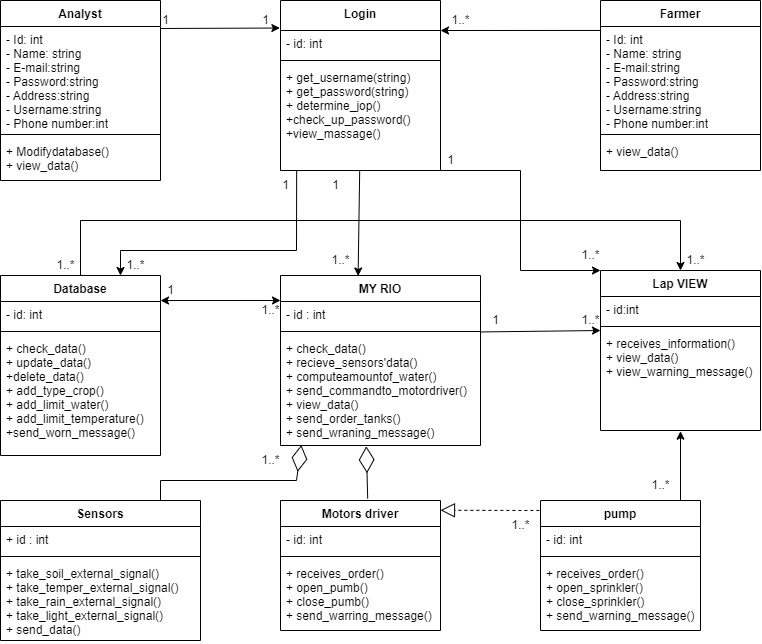 Analyst
- Id: int
- Name: string
- E-mail:string
- Password:string
- Address:string
- Username:string
- Phone number:int
+ Modifydatabase()
+ view_data()
1
1
Login
- id: int
+ get_username(string)
+ get_password(string)
+ determine_jop()
+check_up_password()
+view_massage()
1..*
Farmer
- Id: int
- Name: string
- E-mail:string
- Password:string
- Address:string
- Username:string
- Phone number:int
+ view_data()
1
1
1
1..*
1..*
1..*
1..*
1..*
Database
- id: int
+ check_data()
+ update_data()
+delete_data()
+ add_type_crop()
+ add_limit_water()
+ add_limit_temperature()
+send_worn_message()
1
1..*
MY RIO
- id : int
+ check_data()
+ recieve_sensors'data()
+ computeamountof_water()
+ send_commandto_motordriver()
+ view_data()
+ send_order_tanks()
+ send_wraning_message()
1
1..*
Lap VIEW
- id:int
+ receives_information()
+ view_data()
+ view_warning_message()
1..*
1..*
Sensors
+ id : int
+ take_soil_external_signal()
+ take_temper_external_signal()
+ take_rain_external_signal()
+ take_light_external_signal()
+ send_data()
Motors driver
- id: int
+ receives_order()
+ open_pumb()
+ close_pumb()
+ send_warring_message()
1..*
pump
- id: int
+ receives_order()
+ open_sprinkler()
+ close_sprinkler()
+ send_warning_message()